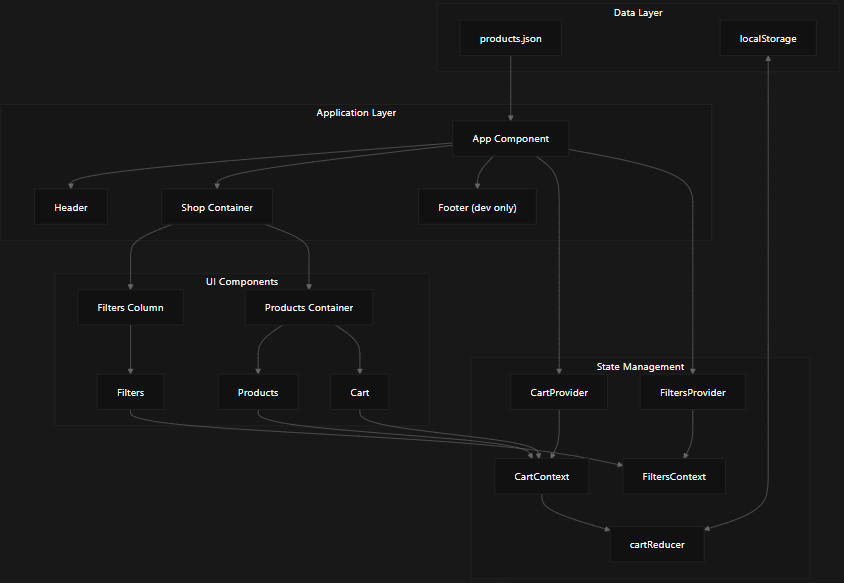 Data Layer
products.json
localStorage
Application Layer
App Component
Header
Shop Container
Footer (dev only)
UI Components
Filters Column
Products Container
State Management
Filters
Products
Cart
CartProvider
FiltersProvider
CartContext
FiltersContext
cartReducer